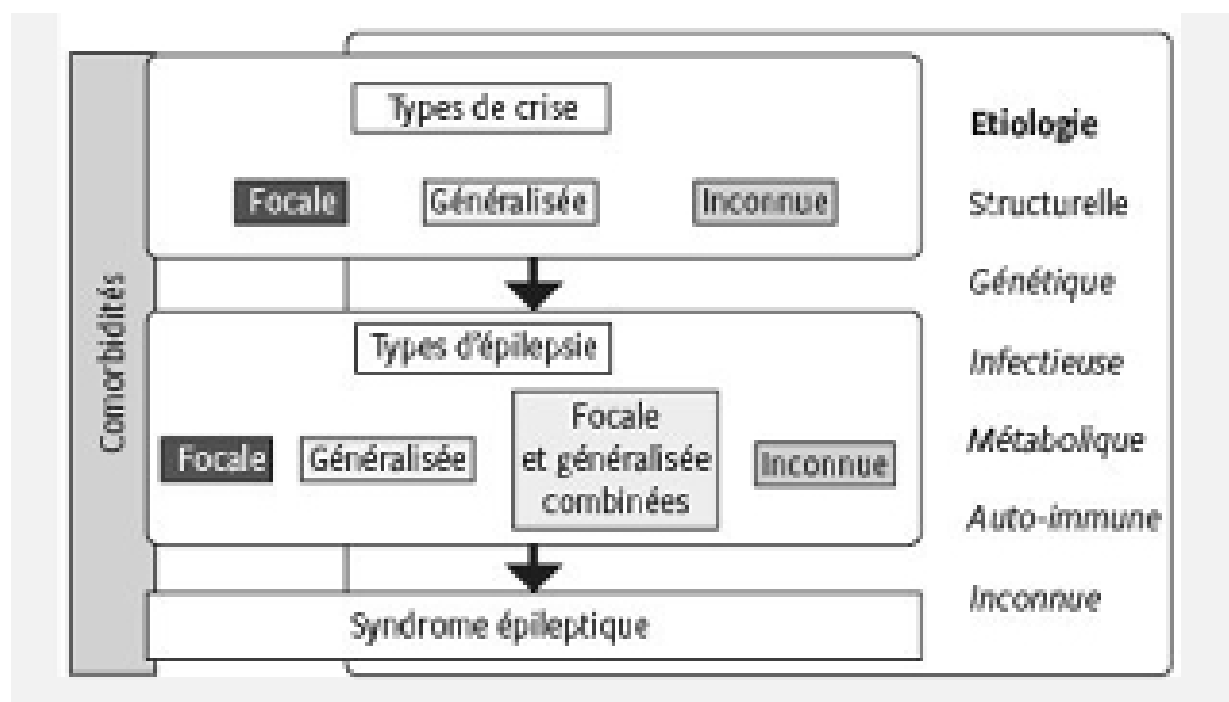 Comorbidités
Types de crise
Focale
Généralisée
Inconnue
Types d'épilepsie
Focale
Généralisée
Focale
et généralisée
combinées
Inconnue
Syndrome épileptique
Etiologie
Structurelle
Génétique
Infectieuse
Métabolique
Auto-immune
Inconnue